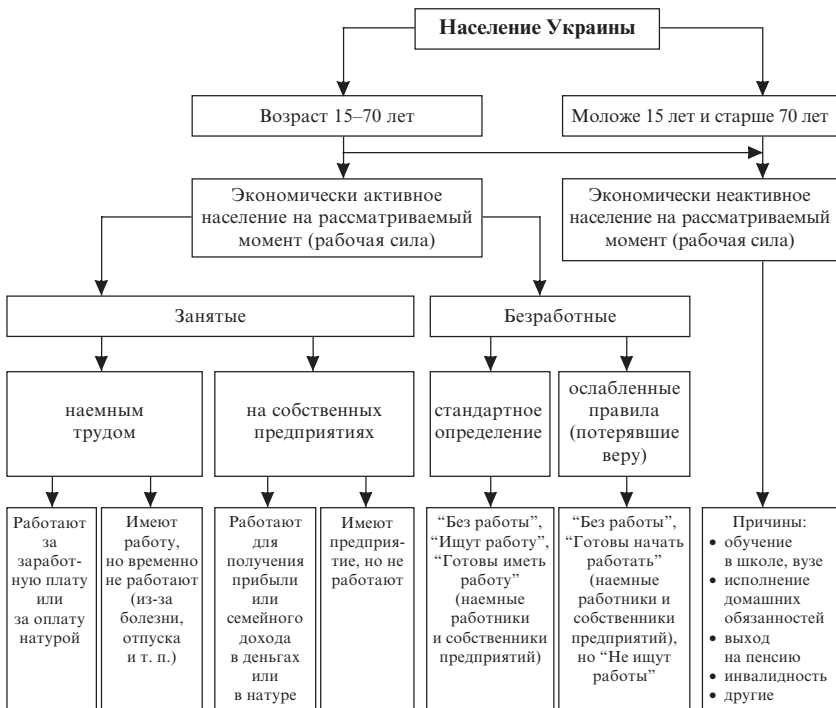 Население Украины
Возраст 15–70 лет
Моложе 15 лет и старше 70 лет
Экономически активное
население на рассматриваемый
момент (рабочая сила)
Экономически неактивное
население на рассматриваемый
момент (рабочая сила)
Занятые
Безработные
наемным
трудом
на собственных
предприятиях
стандартное
определение
ослабленные
правила
(потерявшие
веру)
Работают
за
заработ-
ную плату
или
за оплату
натурой
Имеют
работу,
но временно
не работают
(из-за
болезни,
отпуска
и т. п.)
Работают
для
получения
прибыли
или
семейного
дохода
в деньгах
или
в натуре
Имеют
предприя-
тие, но не
работают
“Без работы”,
“Ищут работу”,
“Готовы иметь
работу”
(наемные
работники
и собственники
предприятий)
“Без работы”,
“Готовы начать
работать”
(наемные
работники и
собственники
предприятий),
но “Не ищут
работы”
Причины:
• обучение
в школе, вузе
• исполнение
домашних
обязанностей
• выход
на пенсию
• инвалидность
• другие